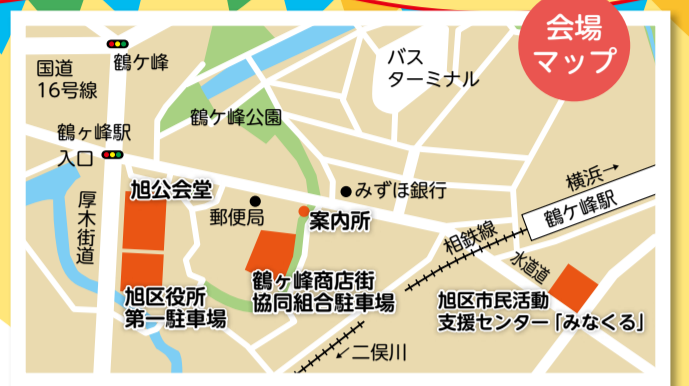 会場
マップ
国道
16号線
鶴ケ峰
バス
ターミナル
鶴ケ峰公園
鶴ヶ峰駅
入口
厚木街道
旭公会堂
郵便局
みずほ銀行
案内所
横浜→
鶴ケ峰駅
相鉄線
水道道
旭区役所
第一駐車場
鶴ヶ峰商店街
協同組合駐車場
旭区市民活動
支援センター「みなくる」
←二俣川